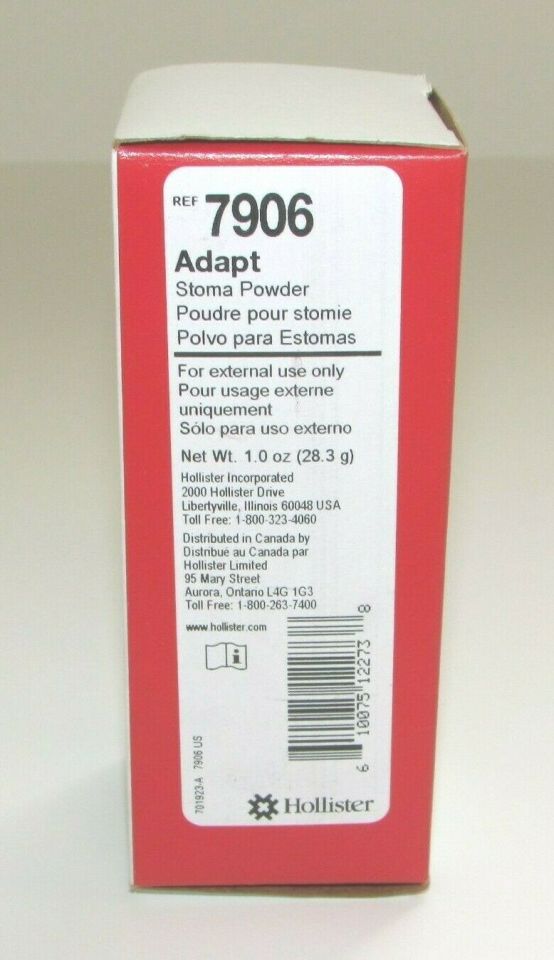 REF 7906
Adapt
Stoma Powder
Poudre pour stomie
Polvo para Estomas
For external use only
Pour usage externe
uniquement
Sólo para uso externo
Net Wt. 1.0 oz (28.3 g)
Hollister Incorporated
2000 Hollister Drive
Libertyville, Illinois 60048 USA
Toll Free: 1-800-323-4060
Distributed in Canada by
Distribué au Canada par
Hollister Limited
95 Mary Street
Aurora, Ontario L4G 1G3
Toll Free: 1-800-263-7400
www.hollister.com
i
6 10075 12273 8
701923-A 7906 US
Hollister